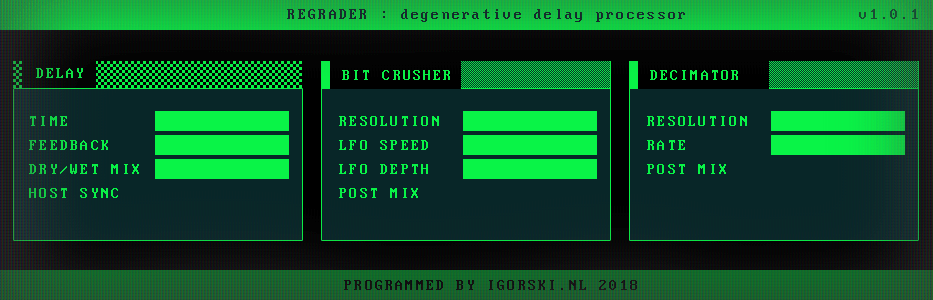 REGRADER : degenerative delay processor v1.0.1
DELAY
TIME
FEEDBACK
DRY/WET MIX
HOST SYNC
BIT CRUSHER
RESOLUTION
LFO SPEED
LFO DEPTH
POST MIX
DECIMATOR
RESOLUTION
RATE
POST MIX
PROGRAMMED BY IGORSKI.NL 2018